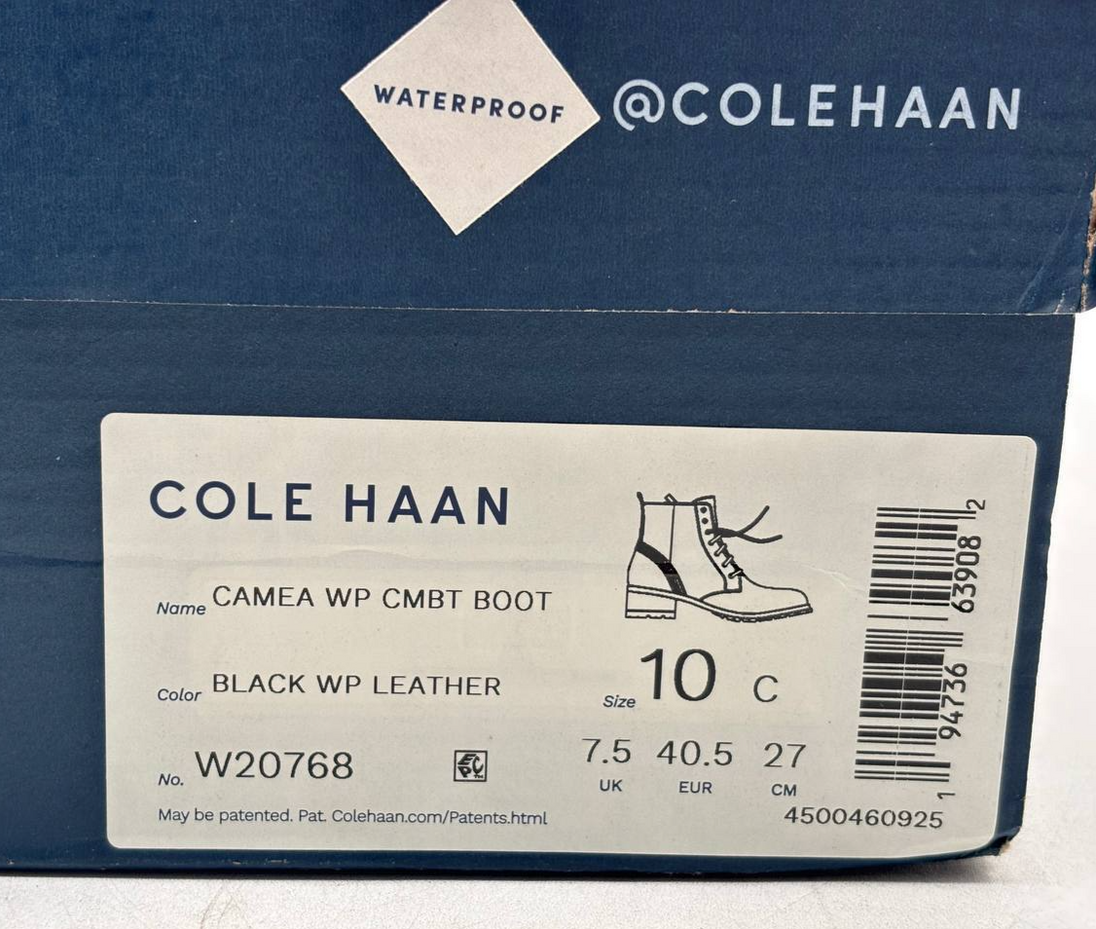 WATERPROOF
@COLEHAAN
COLE HAAN
Name CAMEA WP CMBT BOOT
Color BLACK WP LEATHER
Size 10 C
No. W20768
7.5 40.5 27
UK EUR CM
May be patented. Pat. Colehaan.com/Patents.html
4500460925
1 94736 63908 2